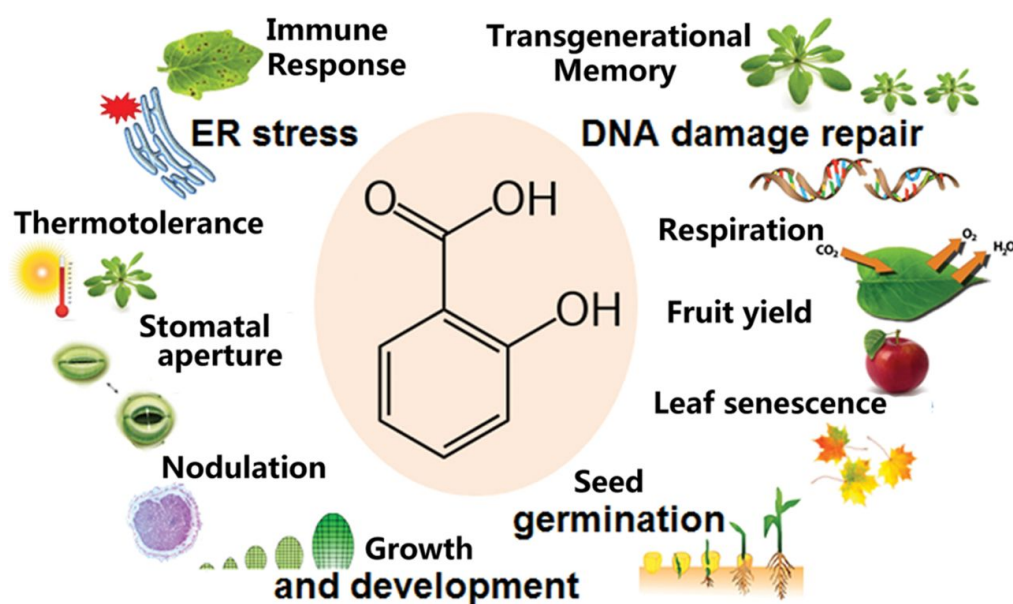 Immune
Response
ER stress
Transgenerational
Memory
DNA damage repair
Thermotolerance
Respiration
CO₂
O₂
H₂O
Stomatal
aperture
Fruit yield
Leaf senescence
Nodulation
Seed
germination
Growth
and development
O
OH
OH